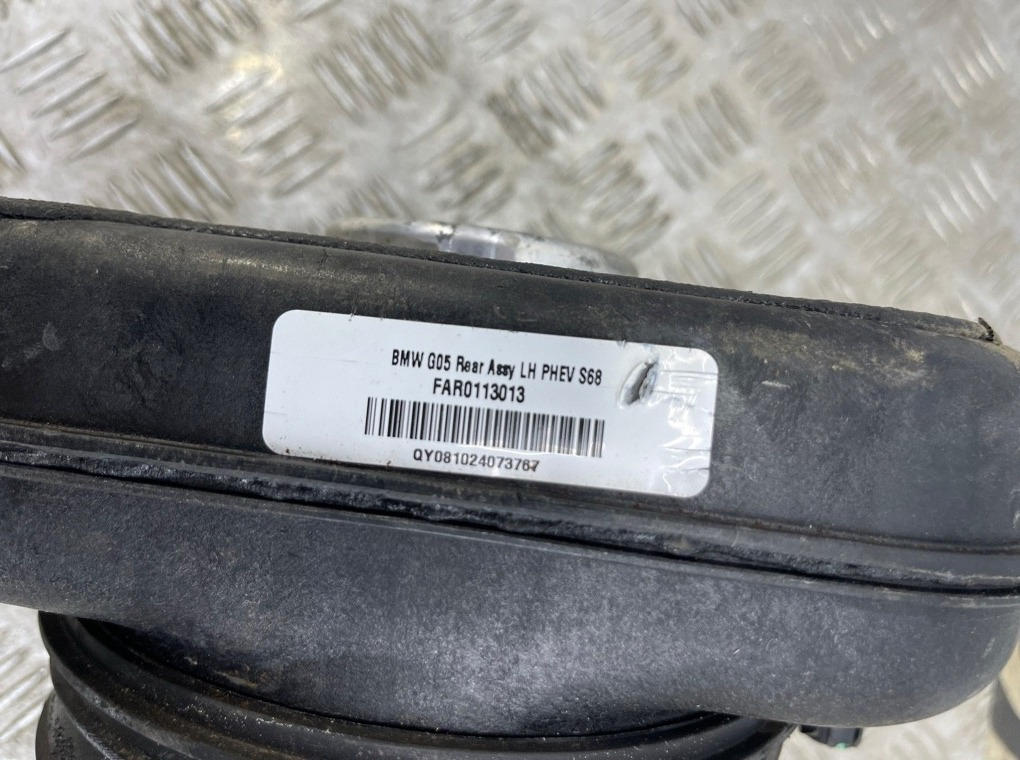 BMW G05 Rear Assy LH PHEV S68
FAR0113013
QY081024073767